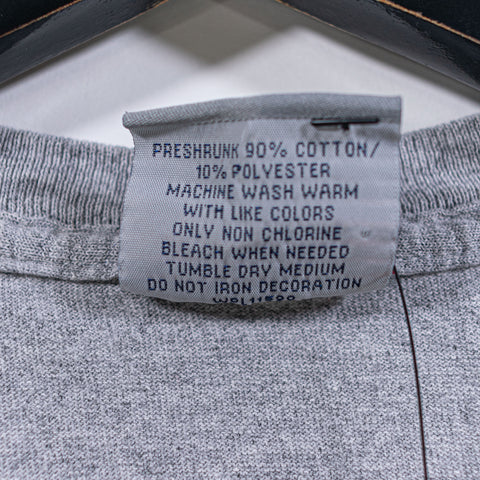 PRESHRUNK 90% COTTON/
10% POLYESTER
MACHINE WASH WARM
WITH LIKE COLORS
ONLY NON CHLORINE
BLEACH WHEN NEEDED
TUMBLE DRY MEDIUM
DO NOT IRON DECORATION